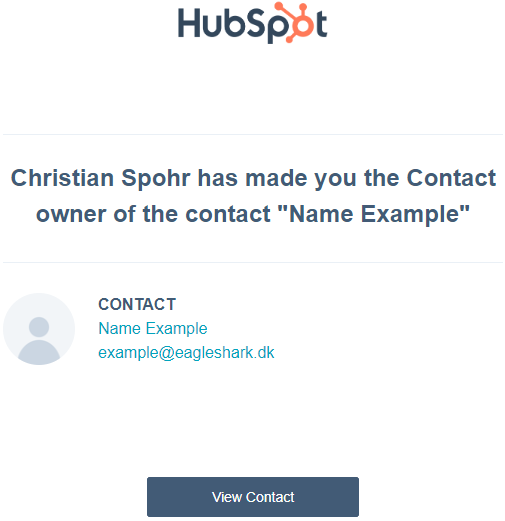 HubSpot
Christian Spohr has made you the Contact
owner of the contact "Name Example"
CONTACT
Name Example
example@eagleshark.dk
View Contact